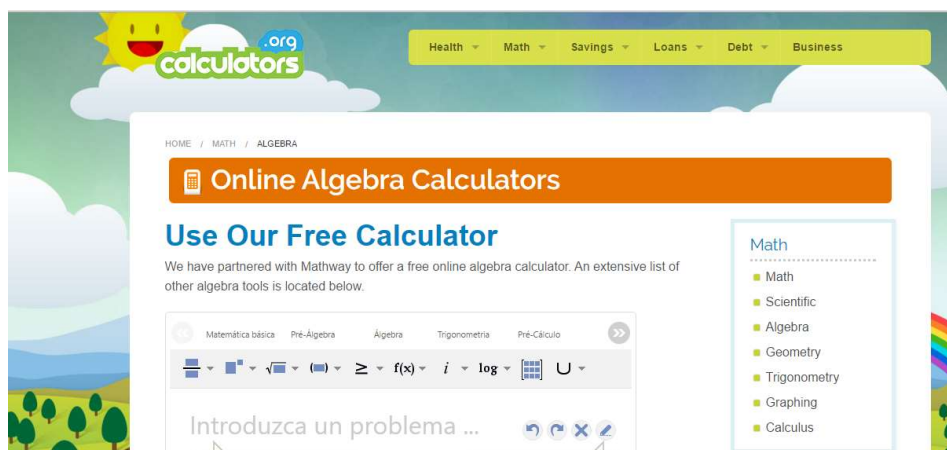 .org
calculators
Health Math Savings Loans Debt Business
HOME / MATH / ALGEBRA
Online Algebra Calculators
Use Our Free Calculator
We have partnered with Mathway to offer a free online algebra calculator. An extensive list of
other algebra tools is located below.
Matemática básica Pré-Álgebra Álgebra Trigonometria Pré-Cálculo
≥ f(x) i log U
Introduzca un problema ...
Math
Math
Scientific
Algebra
Geometry
Trigonometry
Graphing
Calculus